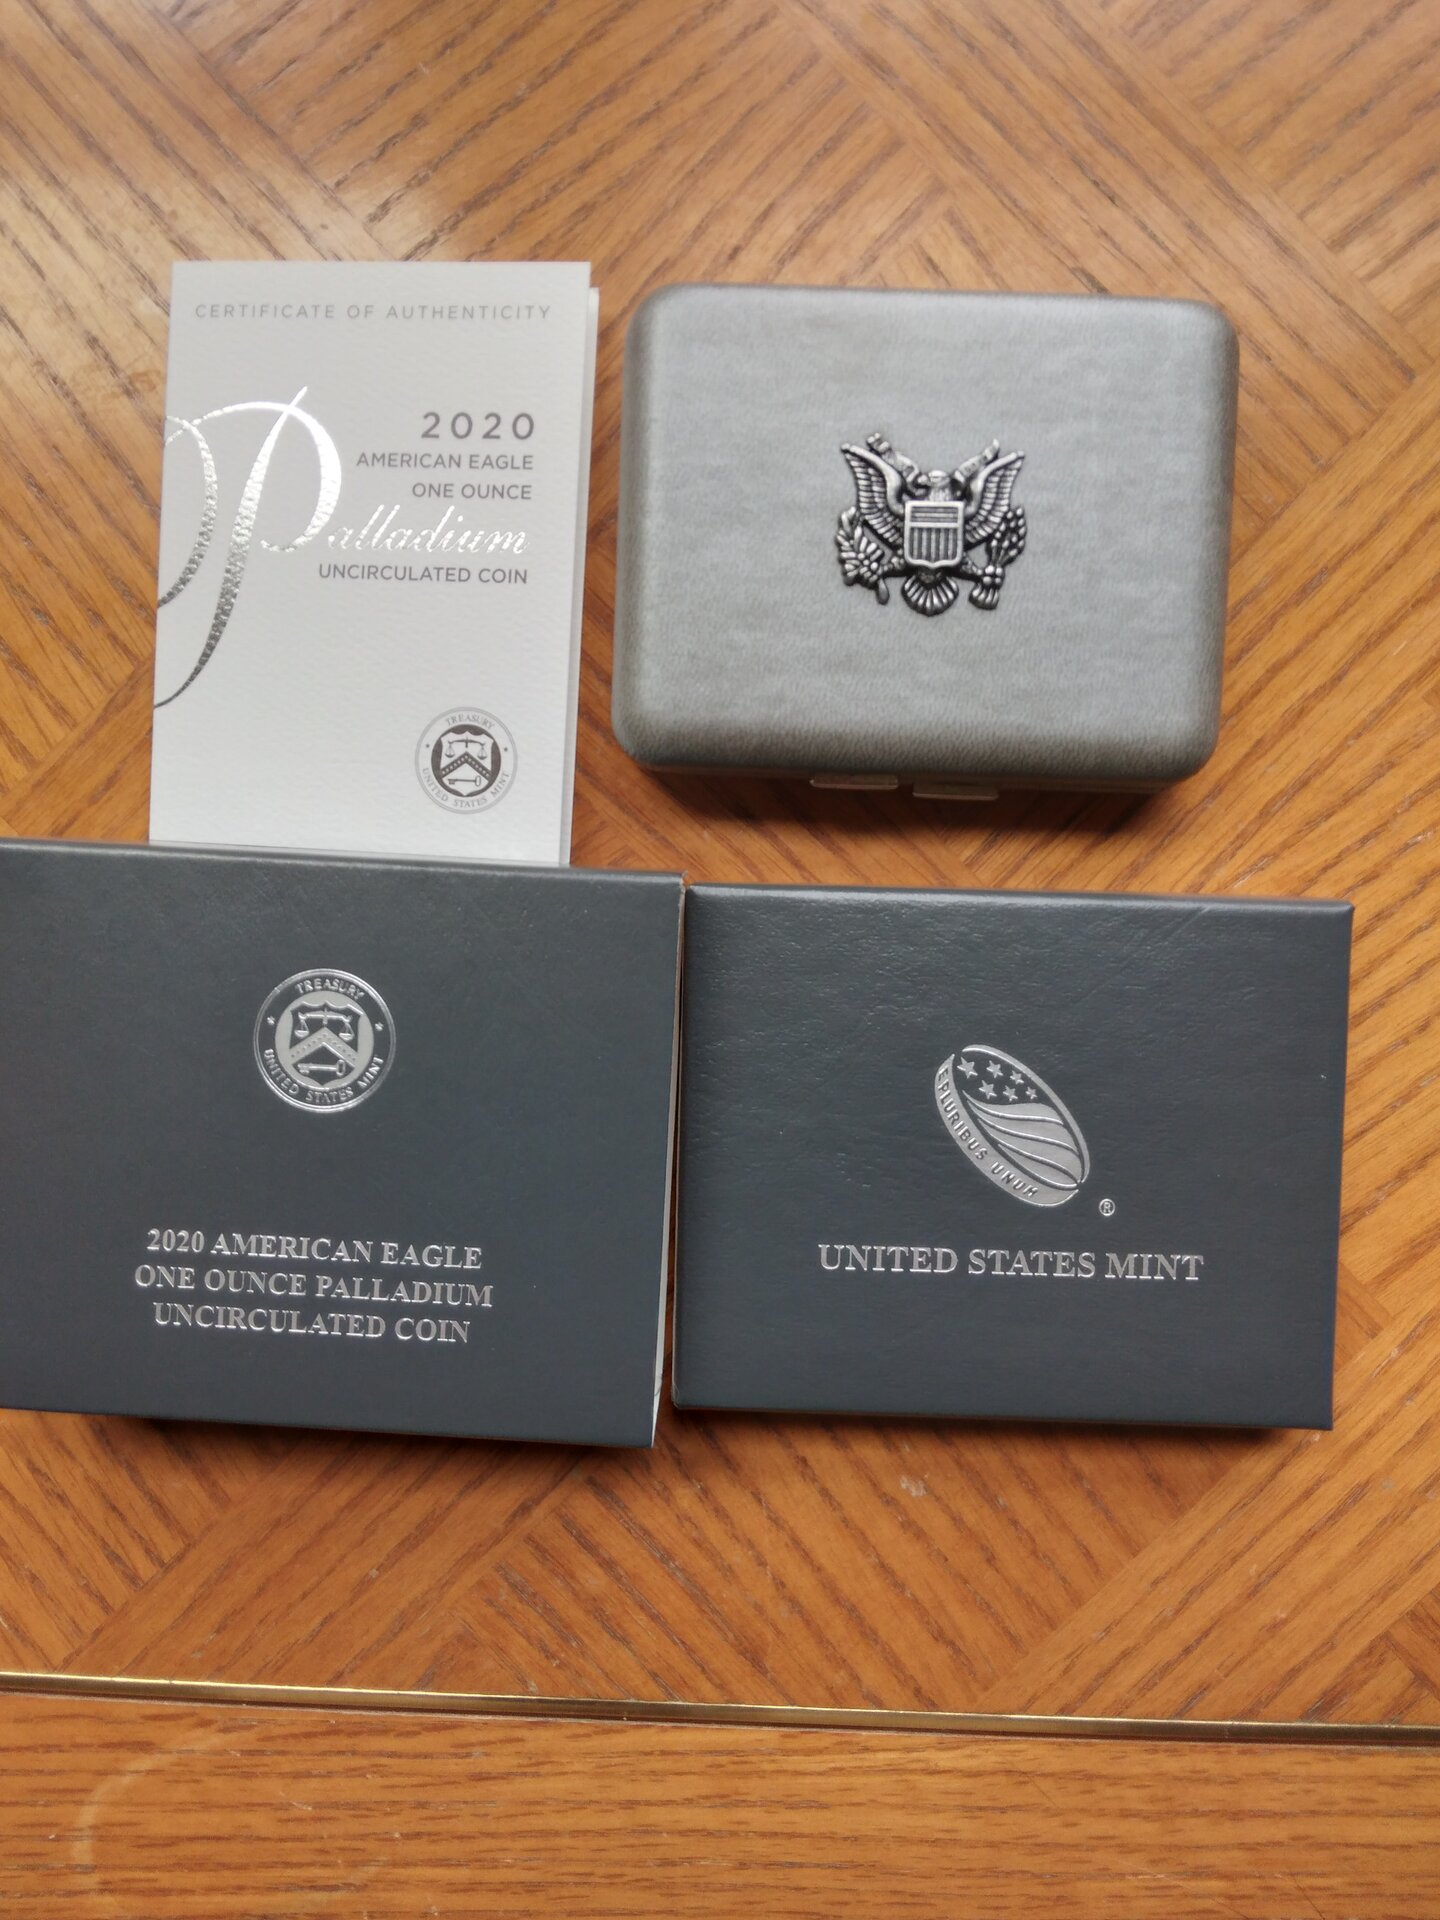 CERTIFICATE OF AUTHENTICITY
2020
AMERICAN EAGLE
ONE OUNCE
Palladium
UNCIRCULATED COIN
TREASURY
UNITED STATES MINT
TREASURY
UNITED STATES MINT
2020 AMERICAN EAGLE
ONE OUNCE PALLADIUM
UNCIRCULATED COIN
E PLURIBUS UNUM
®
UNITED STATES MINT